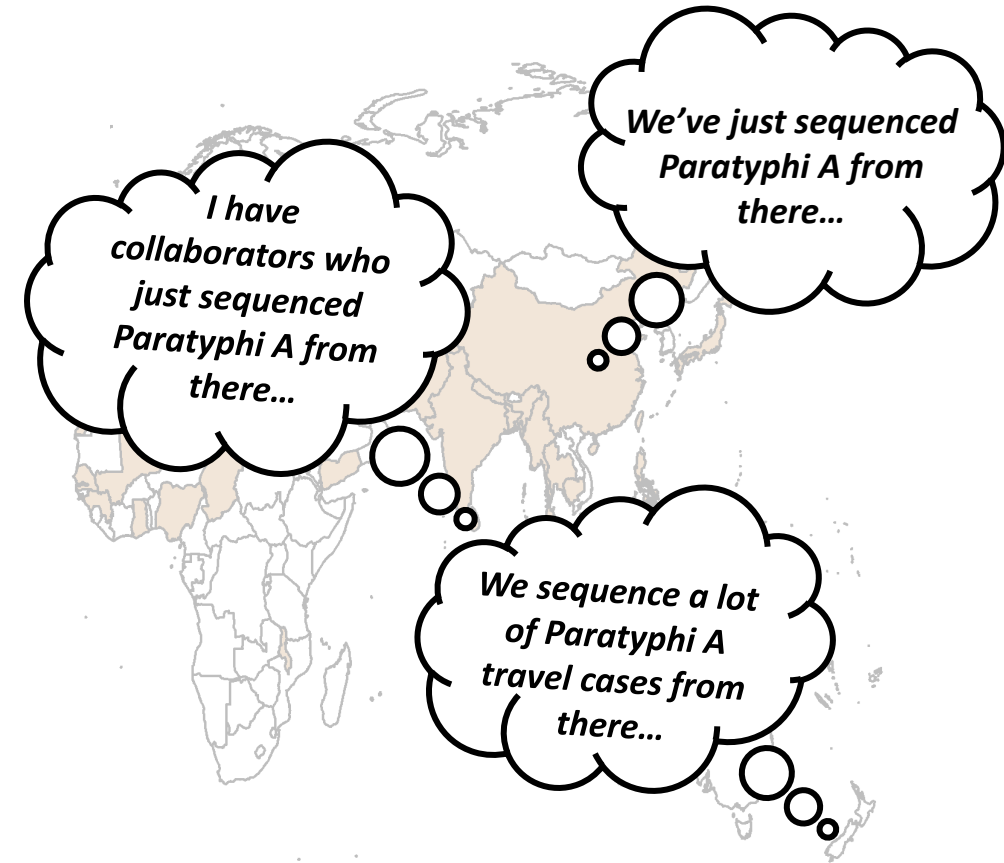 We’ve just sequenced
Paratyphi A from
there…
I have
collaborators who
just sequenced
Paratyphi A from
there…
We sequence a lot
of Paratyphi A
travel cases from
there…